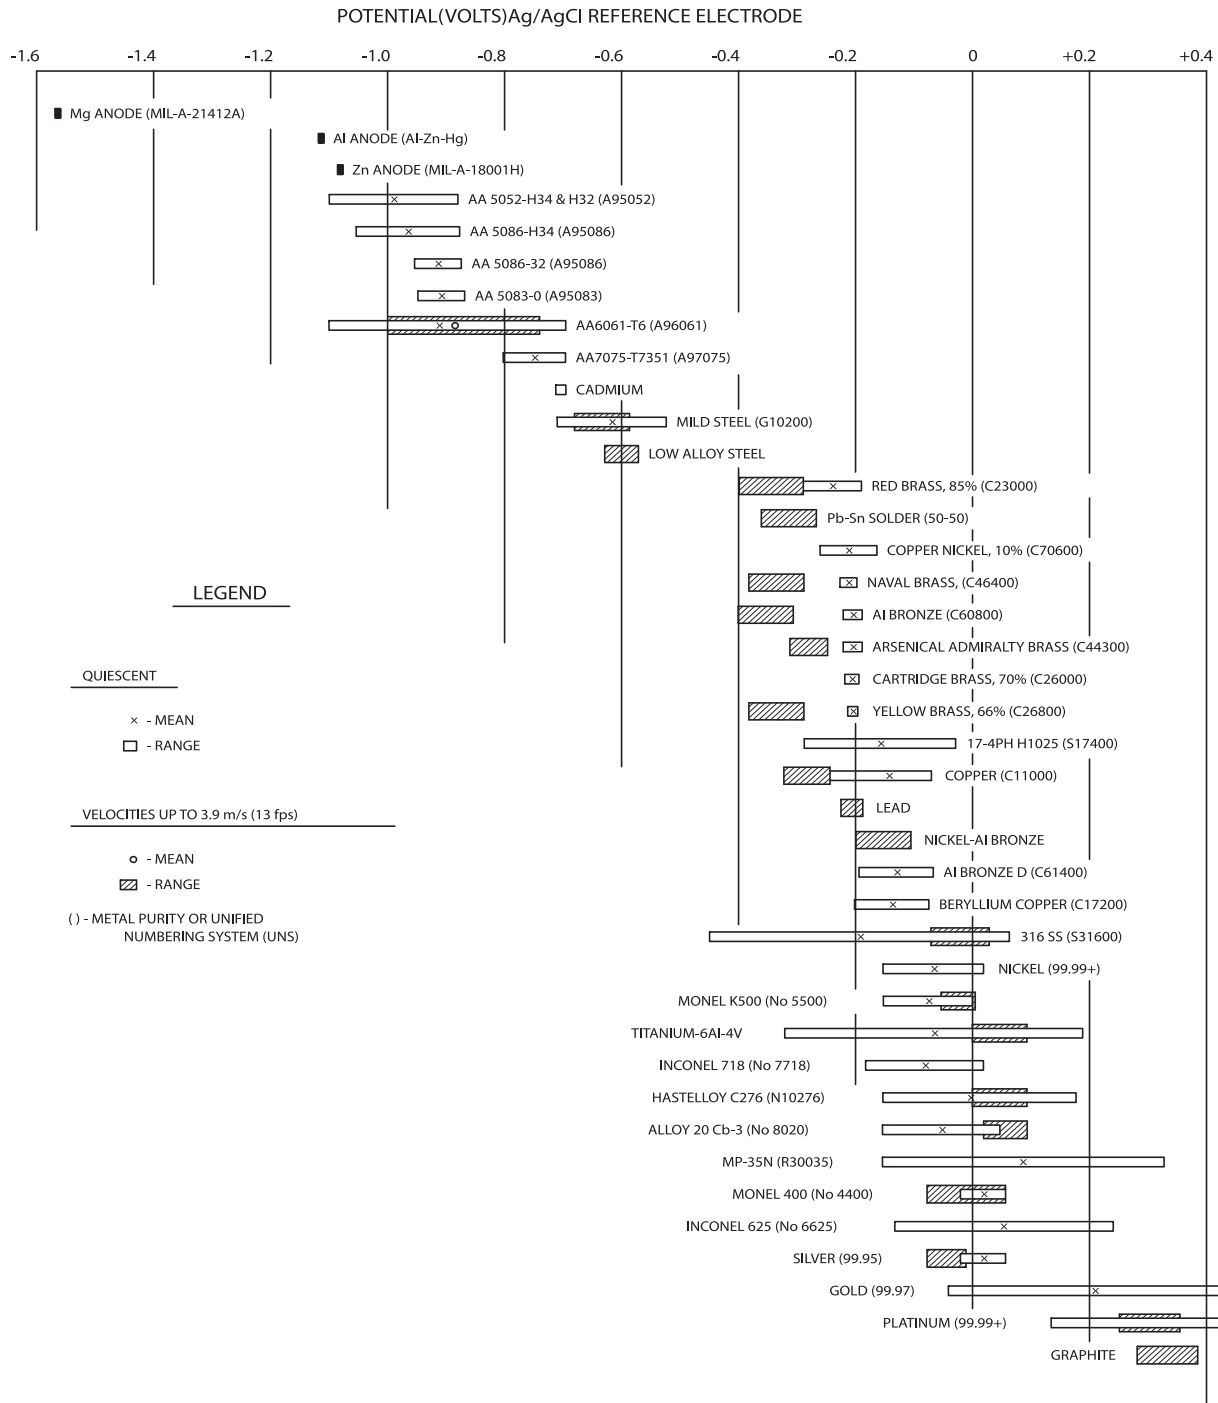 POTENTIAL(VOLTS)Ag/AgCl REFERENCE ELECTRODE
-1.6 -1.4 -1.2 -1.0 -0.8 -0.6 -0.4 -0.2 0 +0.2 +0.4
Mg ANODE (MIL-A-21412A)
Al ANODE (Al-Zn-Hg)
Zn ANODE (MIL-A-18001H)
AA 5052-H34 & H32 (A95052)
AA 5086-H34 (A95086)
AA 5086-32 (A95086)
AA 5083-0 (A95083)
AA6061-T6 (A96061)
AA7075-T7351 (A97075)
CADMIUM
MILD STEEL (G10200)
LOW ALLOY STEEL
RED BRASS, 85% (C23000)
Pb-Sn SOLDER (50-50)
COPPER NICKEL, 10% (C70600)
NAVAL BRASS, (C46400)
Al BRONZE (C60800)
ARSENICAL ADMIRALTY BRASS (C44300)
CARTRIDGE BRASS, 70% (C26000)
YELLOW BRASS, 66% (C26800)
17-4PH H1025 (S17400)
COPPER (C11000)
LEAD
NICKEL-Al BRONZE
Al BRONZE D (C61400)
BERYLLIUM COPPER (C17200)
316 SS (S31600)
NICKEL (99.99+)
MONEL K500 (No 5500)
TITANIUM-6Al-4V
INCONEL 718 (No 7718)
HASTELLOY C276 (N10276)
ALLOY 20 Cb-3 (No 8020)
MP-35N (R30035)
MONEL 400 (No 4400)
INCONEL 625 (No 6625)
SILVER (99.95)
GOLD (99.97)
PLATINUM (99.99+)
GRAPHITE
LEGEND
QUIESCENT
× - MEAN
- RANGE
VELOCITIES UP TO 3.9 m/s (13 fps)
o - MEAN
- RANGE
( ) - METAL PURITY OR UNIFIED
NUMBERING SYSTEM (UNS)